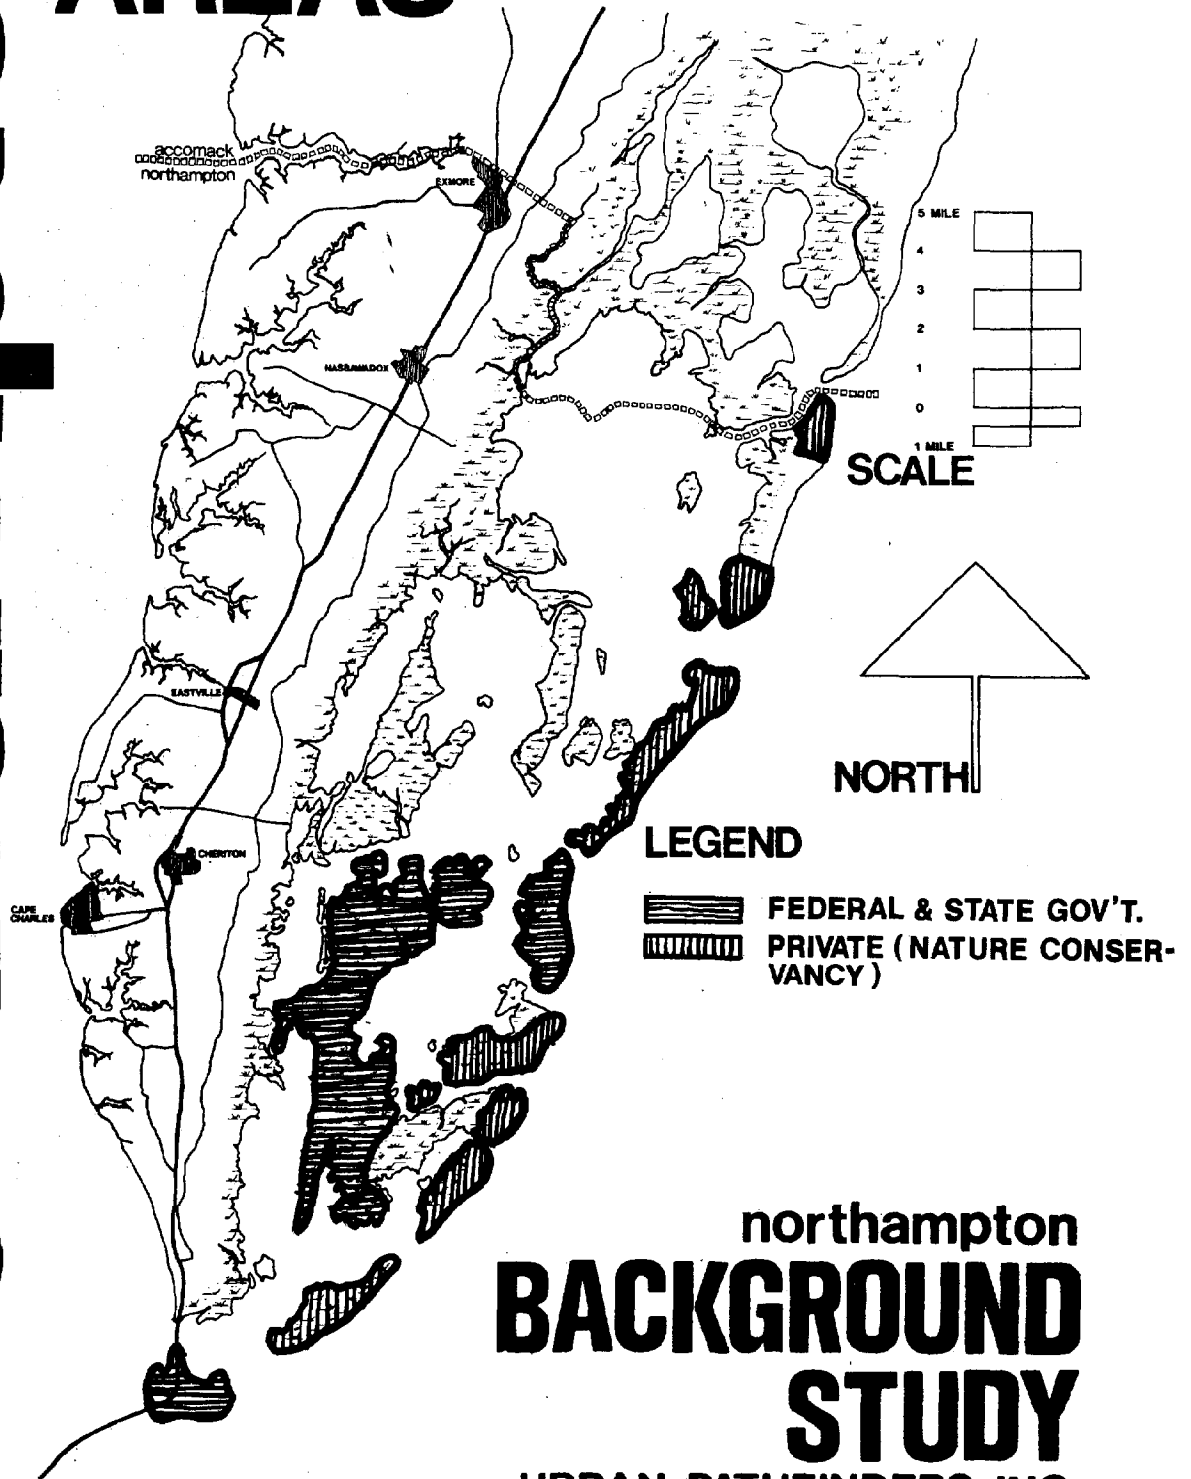 AREAS
accomack
northampton
EXMORE
NASSAWADOX
EASTVILLE
CHERITON
CAPE
CHARLES
5 MILE
4
3
2
1
0
1 MILE
SCALE
NORTH
LEGEND
FEDERAL & STATE GOV'T.
PRIVATE (NATURE CONSER-
VANCY)
northampton
BACKGROUND
STUDY
URBAN PATHFINDERS INC